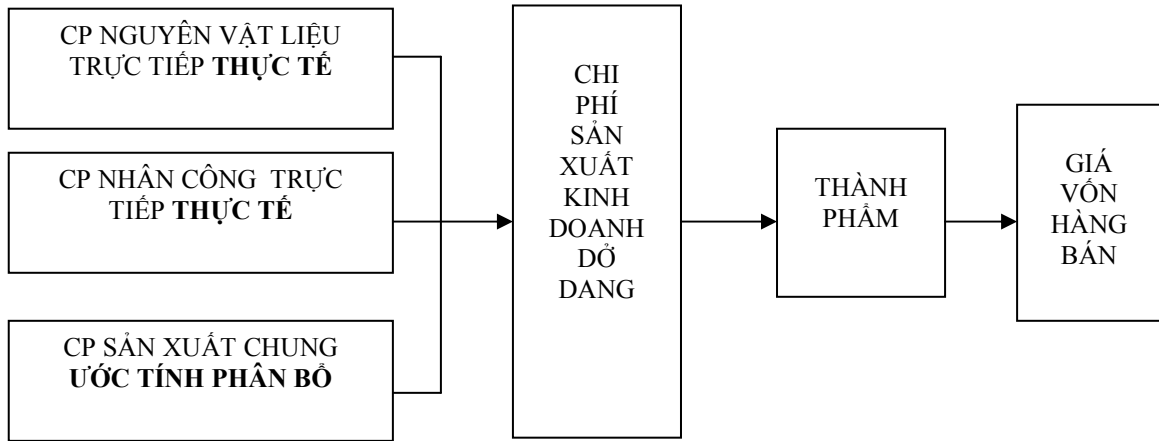 CP NGUYÊN VẬT LIỆU
TRỰC TIẾP THỰC TẾ
CP NHÂN CÔNG TRỰC
TIẾP THỰC TẾ
CP SẢN XUẤT CHUNG
ƯỚC TÍNH PHÂN BỔ
CHI
PHÍ
SẢN
XUẤT
KINH
DOANH
DỞ
DANG
THÀNH
PHẨM
GIÁ
VỐN
HÀNG
BÁN